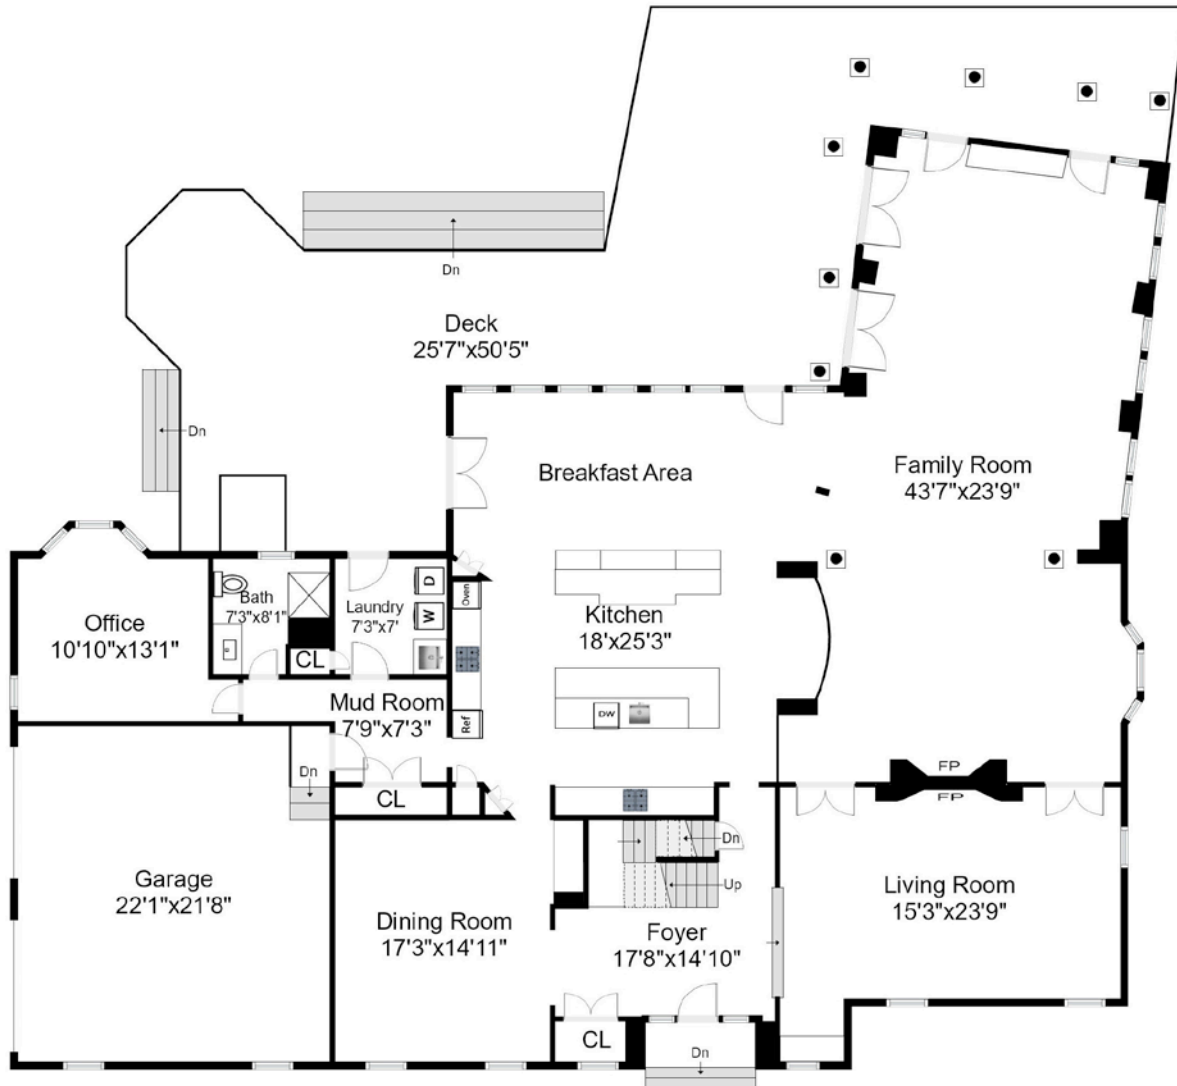 Dn
Deck
25'7"x50'5"
Dn
Breakfast Area
Family Room
43'7"x23'9"
Office
10'10"x13'1"
Bath
7'3"x8'1"
CL
Laundry
7'3"x7'
D
W
Oven
Kitchen
18'x25'3"
Mud Room
7'9"x7'3"
Ref
DW
Dn
CL
FP
FP
Garage
22'1"x21'8"
Dining Room
17'3"x14'11"
Dn
Up
Foyer
17'8"x14'10"
Living Room
15'3"x23'9"
CL
Dn